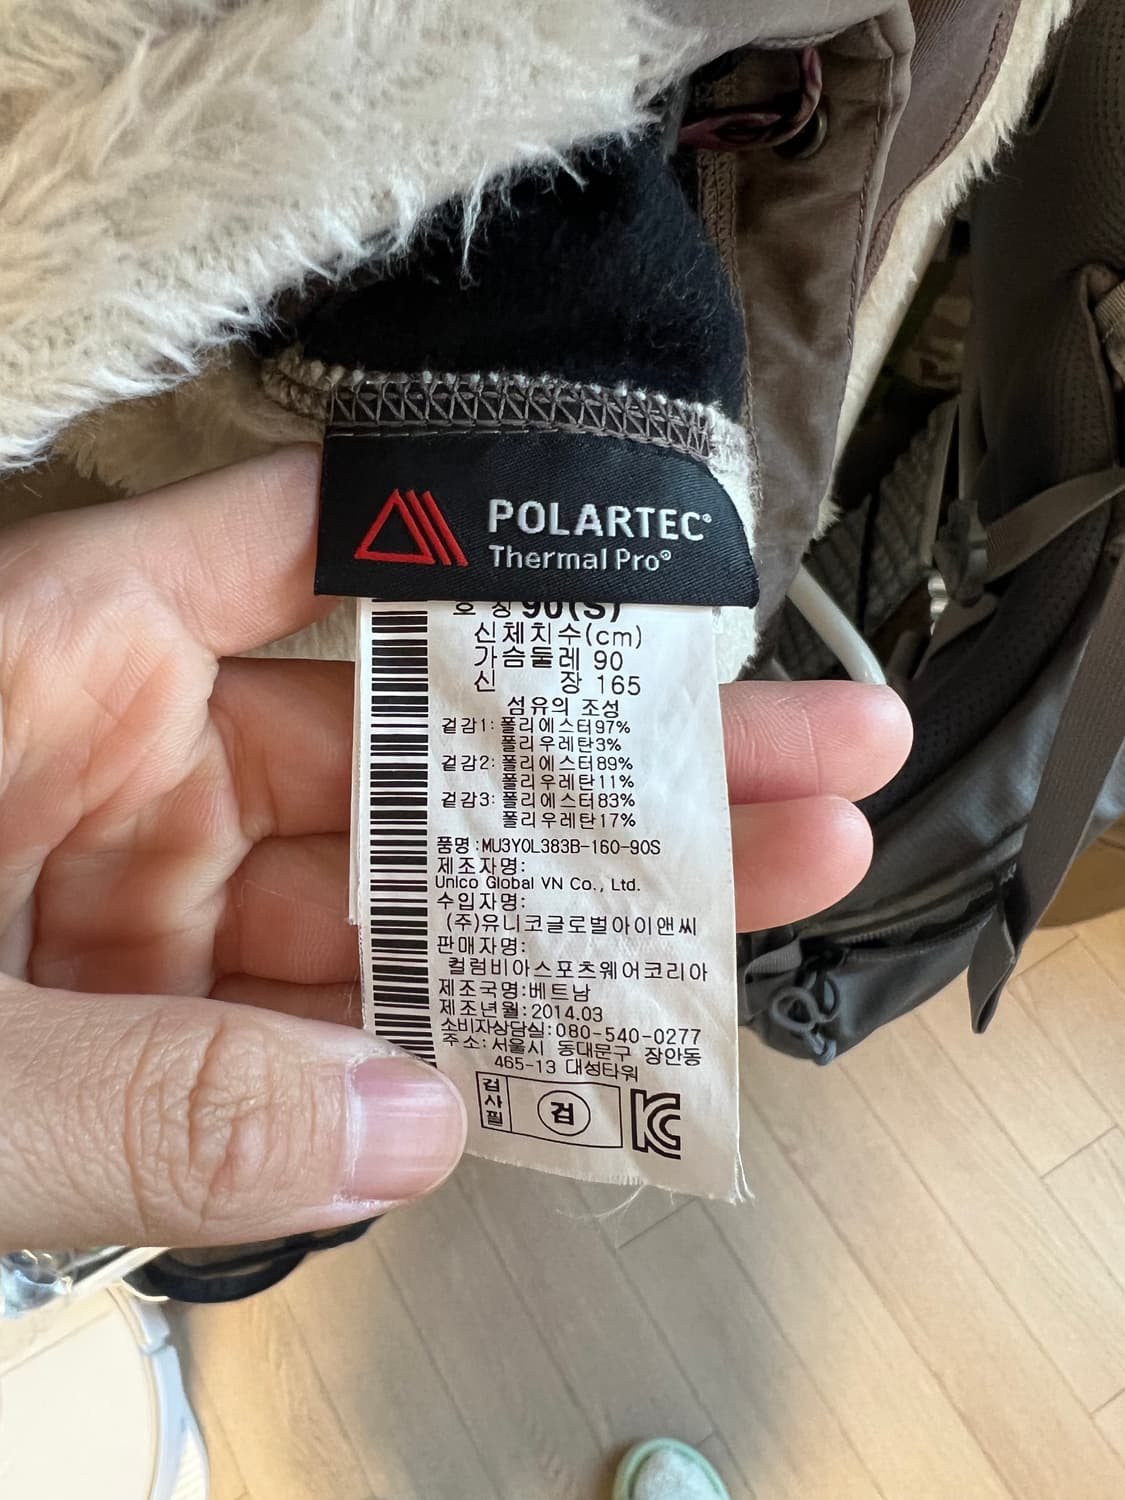 POLARTEC®
Thermal Pro®
호 칭 90(S)
신체치수(cm)
가슴둘레 90
신 장 165
섬유의 조성
겉감1: 폴리에스터97%
폴리우레탄3%
겉감2: 폴리에스터89%
폴리우레탄11%
겉감3: 폴리에스터83%
폴리우레탄17%
품명:MU3Y0L383B-160-90S
제조자명:
Unico Global VN Co., Ltd.
수입자명:
(주)유니코글로벌아이앤씨
판매자명:
컬럼비아스포츠웨어코리아
제조국명:베트남
제조년월:2014.03
소비자상담실:080-540-0277
주소:서울시 동대문구 장안동
465-13 대성타워
검사필 검 KC